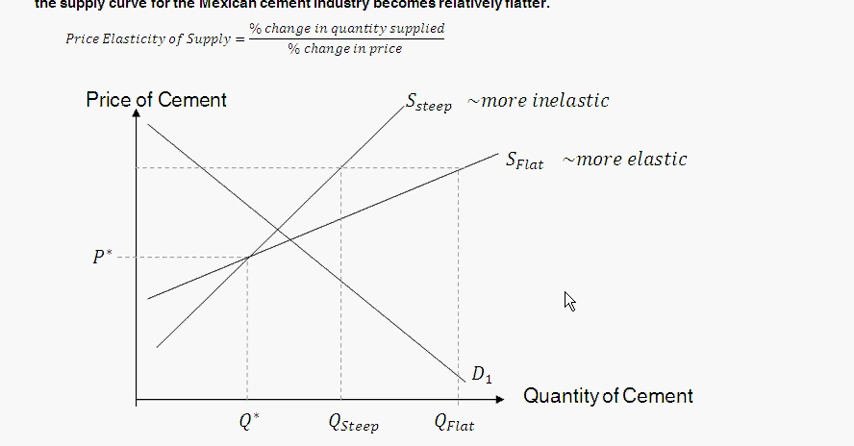 the supply curve for the Mexican cement industry becomes relatively flatter.
Price Elasticity of Supply = % change in quantity supplied
% change in price
Price of Cement
S_steep ~more inelastic
S_Flat ~more elastic
P*
D_1
Quantity of Cement
Q* Q_Steep Q_Flat